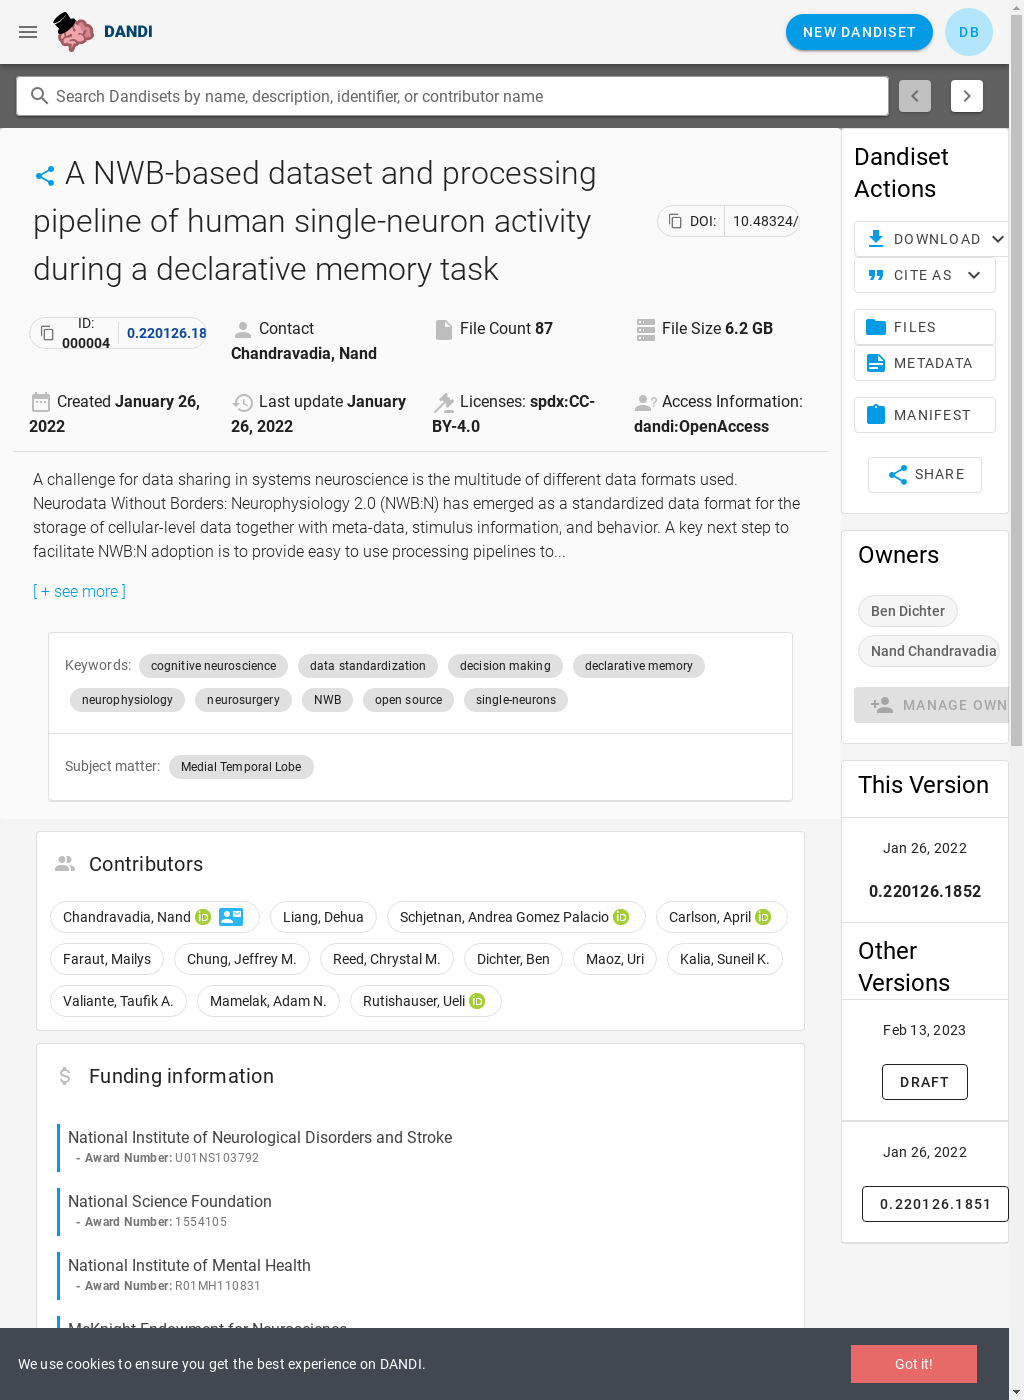 DANDI
NEW DANDISET
DB
Search Dandisets by name, description, identifier, or contributor name
A NWB-based dataset and processing
pipeline of human single-neuron activity
during a declarative memory task
DOI: 10.48324/
ID:
000004
0.220126.18
Contact
Chandravadia, Nand
File Count 87
File Size 6.2 GB
Created January 26,
2022
Last update January
26, 2022
Licenses: spdx:CC-
BY-4.0
Access Information:
dandi:OpenAccess
A challenge for data sharing in systems neuroscience is the multitude of different data formats used.
Neurodata Without Borders: Neurophysiology 2.0 (NWB:N) has emerged as a standardized data format for the
storage of cellular-level data together with meta-data, stimulus information, and behavior. A key next step to
facilitate NWB:N adoption is to provide easy to use processing pipelines to...
[ + see more ]
Keywords: cognitive neuroscience data standardization decision making declarative memory
neurophysiology neurosurgery NWB open source single-neurons
Subject matter: Medial Temporal Lobe
Contributors
Chandravadia, Nand iD Liang, Dehua Schjetnan, Andrea Gomez Palacio iD Carlson, April iD
Faraut, Mailys Chung, Jeffrey M. Reed, Chrystal M. Dichter, Ben Maoz, Uri Kalia, Suneil K.
Valiante, Taufik A. Mamelak, Adam N. Rutishauser, Ueli iD
Funding information
National Institute of Neurological Disorders and Stroke
- Award Number: U01NS103792
National Science Foundation
- Award Number: 1554105
National Institute of Mental Health
- Award Number: R01MH110831
McKnight Endowment for Neuroscience
Dandiset
Actions
DOWNLOAD
CITE AS
FILES
METADATA
MANIFEST
SHARE
Owners
Ben Dichter
Nand Chandravadia
MANAGE OWN
This Version
Jan 26, 2022
0.220126.1852
Other
Versions
Feb 13, 2023
DRAFT
Jan 26, 2022
0.220126.1851
We use cookies to ensure you get the best experience on DANDI.
Got it!